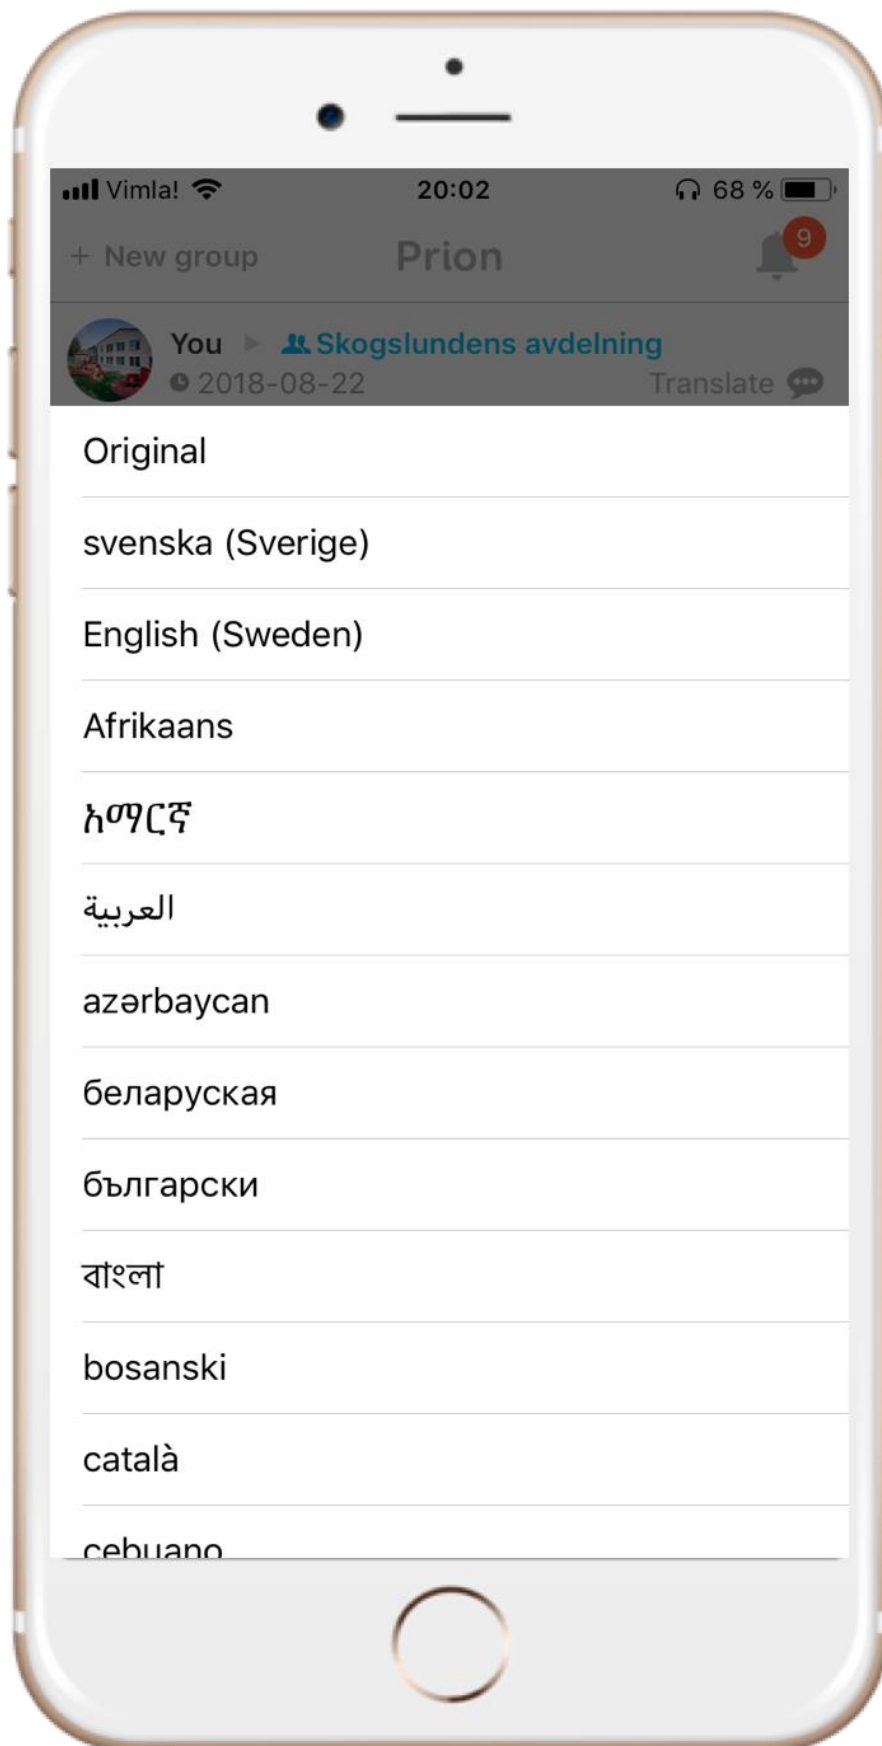 Vimla! 20:02 68 %
+ New group Prion 9
You Skogslundens avdelning
2018-08-22 Translate
Original
svenska (Sverige)
English (Sweden)
Afrikaans
አማርኛ
العربية
azərbaycan
беларуская
български
বাংলা
bosanski
català
cebuano